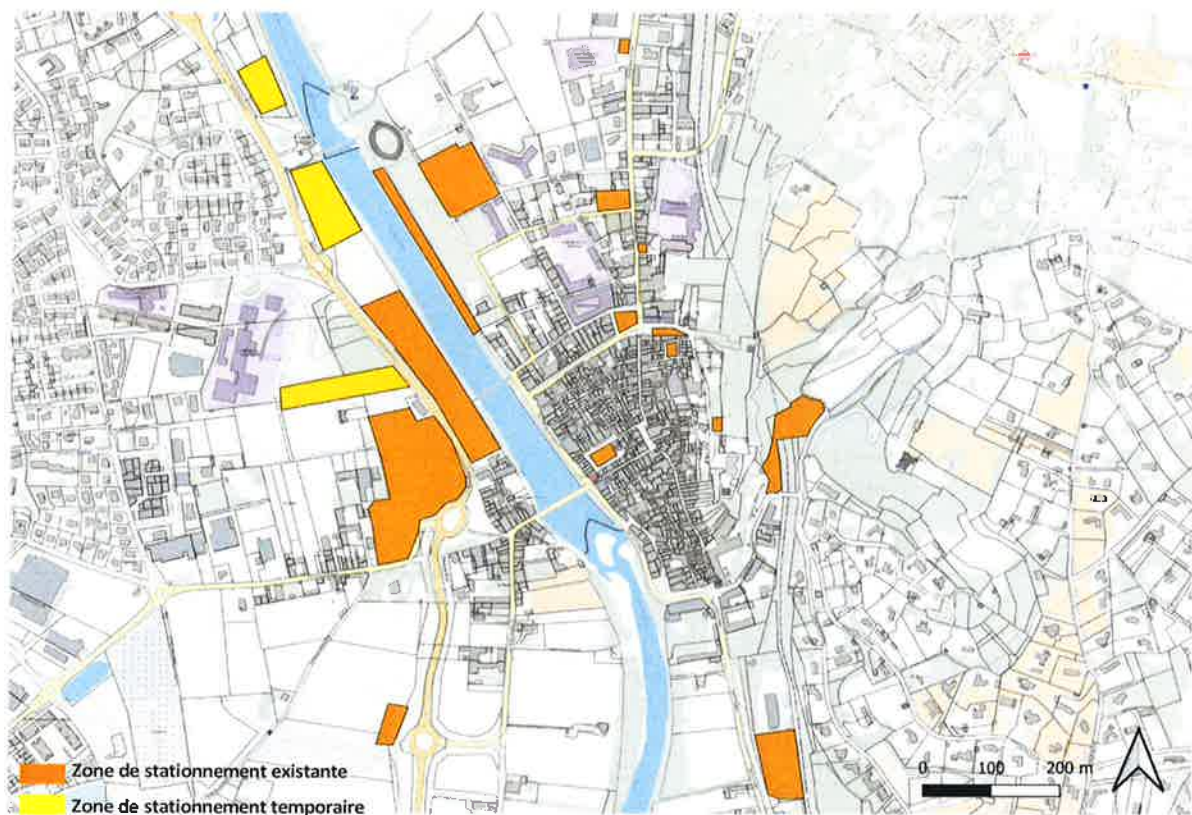 Zone de stationnement existante
Zone de stationnement temporaire
0 100 200 m